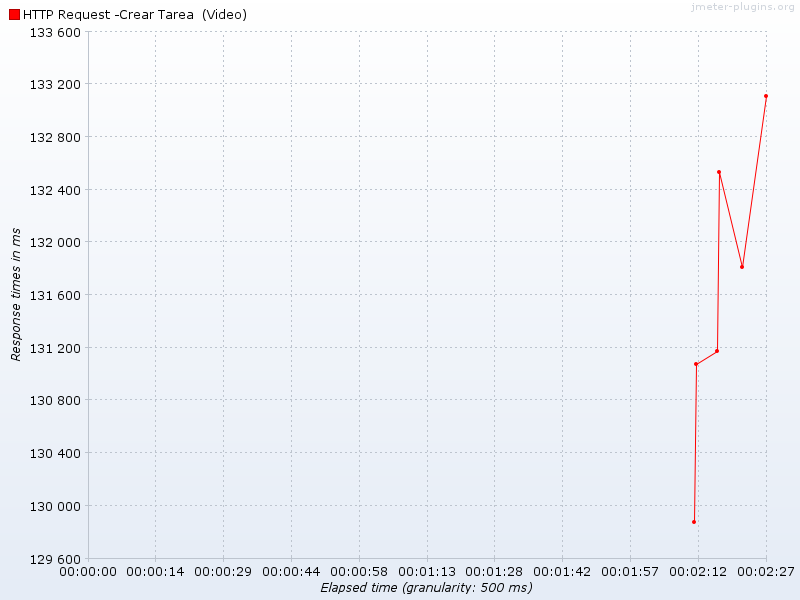 jmeter-plugins.org
HTTP Request -Crear Tarea  (Video)
133 600
133 200
132 800
132 400
132 000
131 600
131 200
130 800
130 400
130 000
129 600
Response times in ms
00:00:00 00:00:14 00:00:29 00:00:44 00:00:58 00:01:13 00:01:28 00:01:42 00:01:57 00:02:12 00:02:27
Elapsed time (granularity: 500 ms)